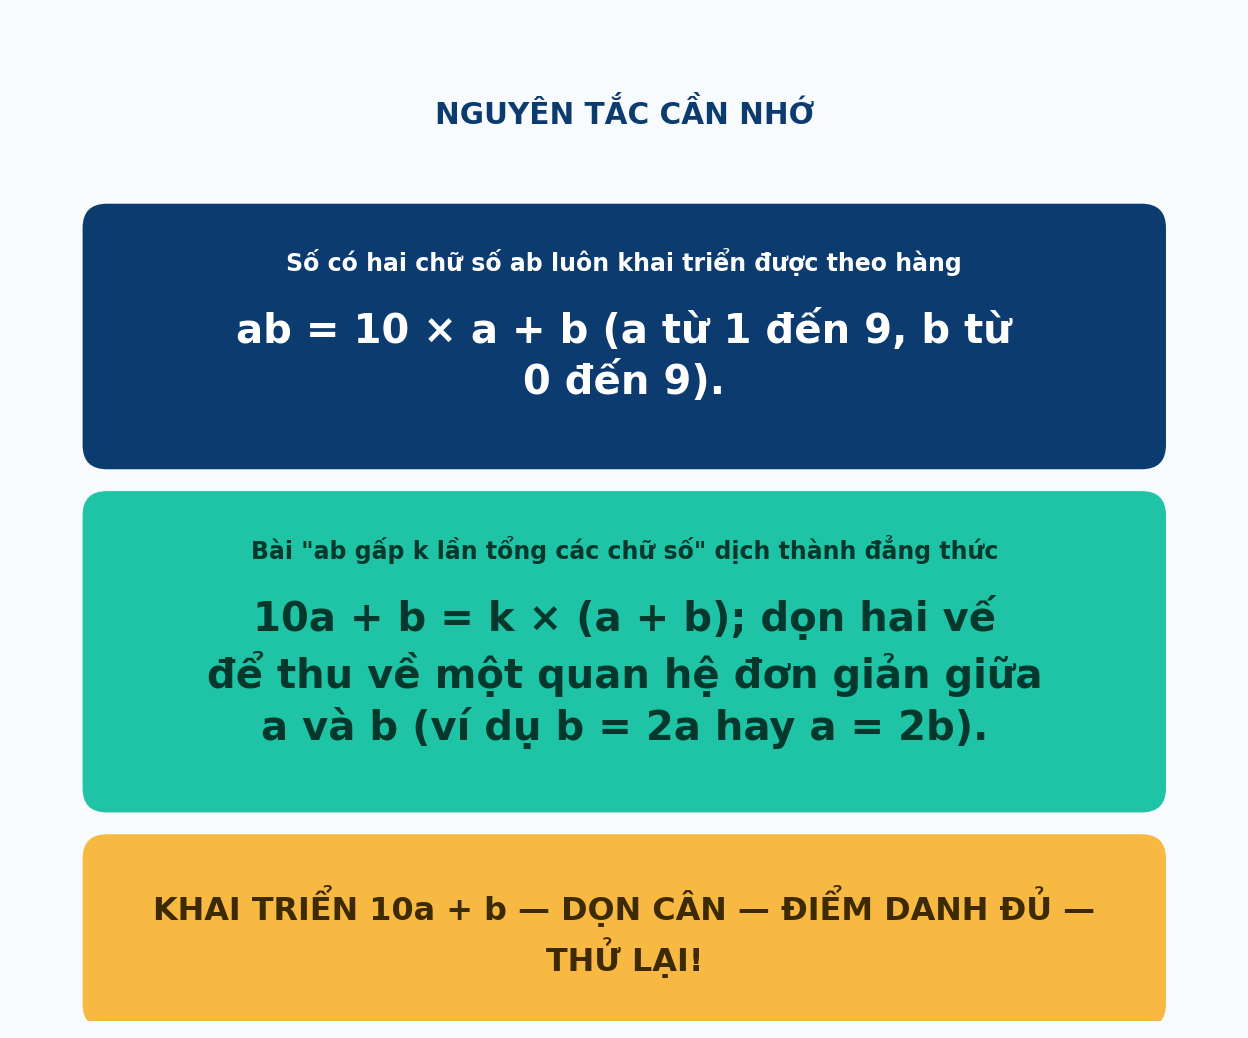 NGUYÊN TẮC CẦN NHỚ
Số có hai chữ số ab luôn khai triển được theo hàng
ab = 10 × a + b (a từ 1 đến 9, b từ
0 đến 9).
Bài "ab gấp k lần tổng các chữ số" dịch thành đẳng thức
10a + b = k × (a + b); dọn hai vế
để thu về một quan hệ đơn giản giữa
a và b (ví dụ b = 2a hay a = 2b).
KHAI TRIỂN 10a + b — DỌN CÂN — ĐIỂM DANH ĐỦ —
THỬ LẠI!